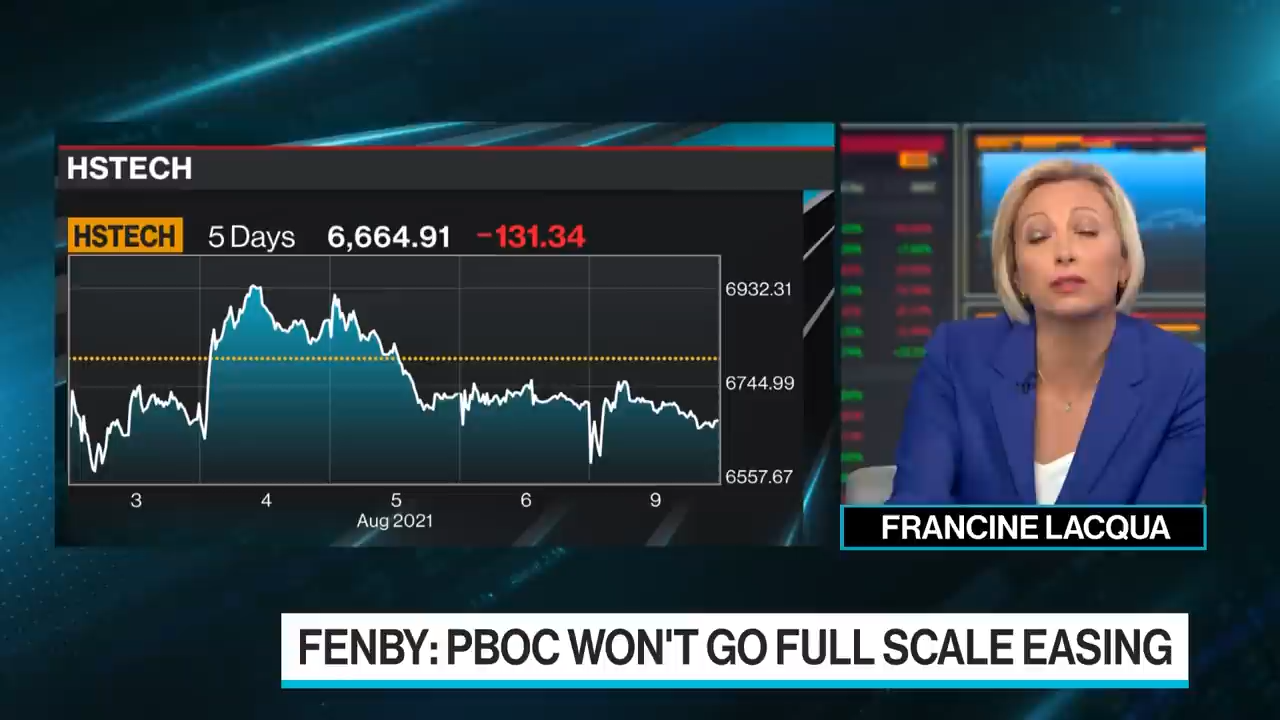 HSTECH
HSTECH 5 Days 6,664.91 -131.34
6932.31
6744.99
6557.67
3 4 5 6 9
Aug 2021
FRANCINE LACQUA
FENBY: PBOC WON'T GO FULL SCALE EASING